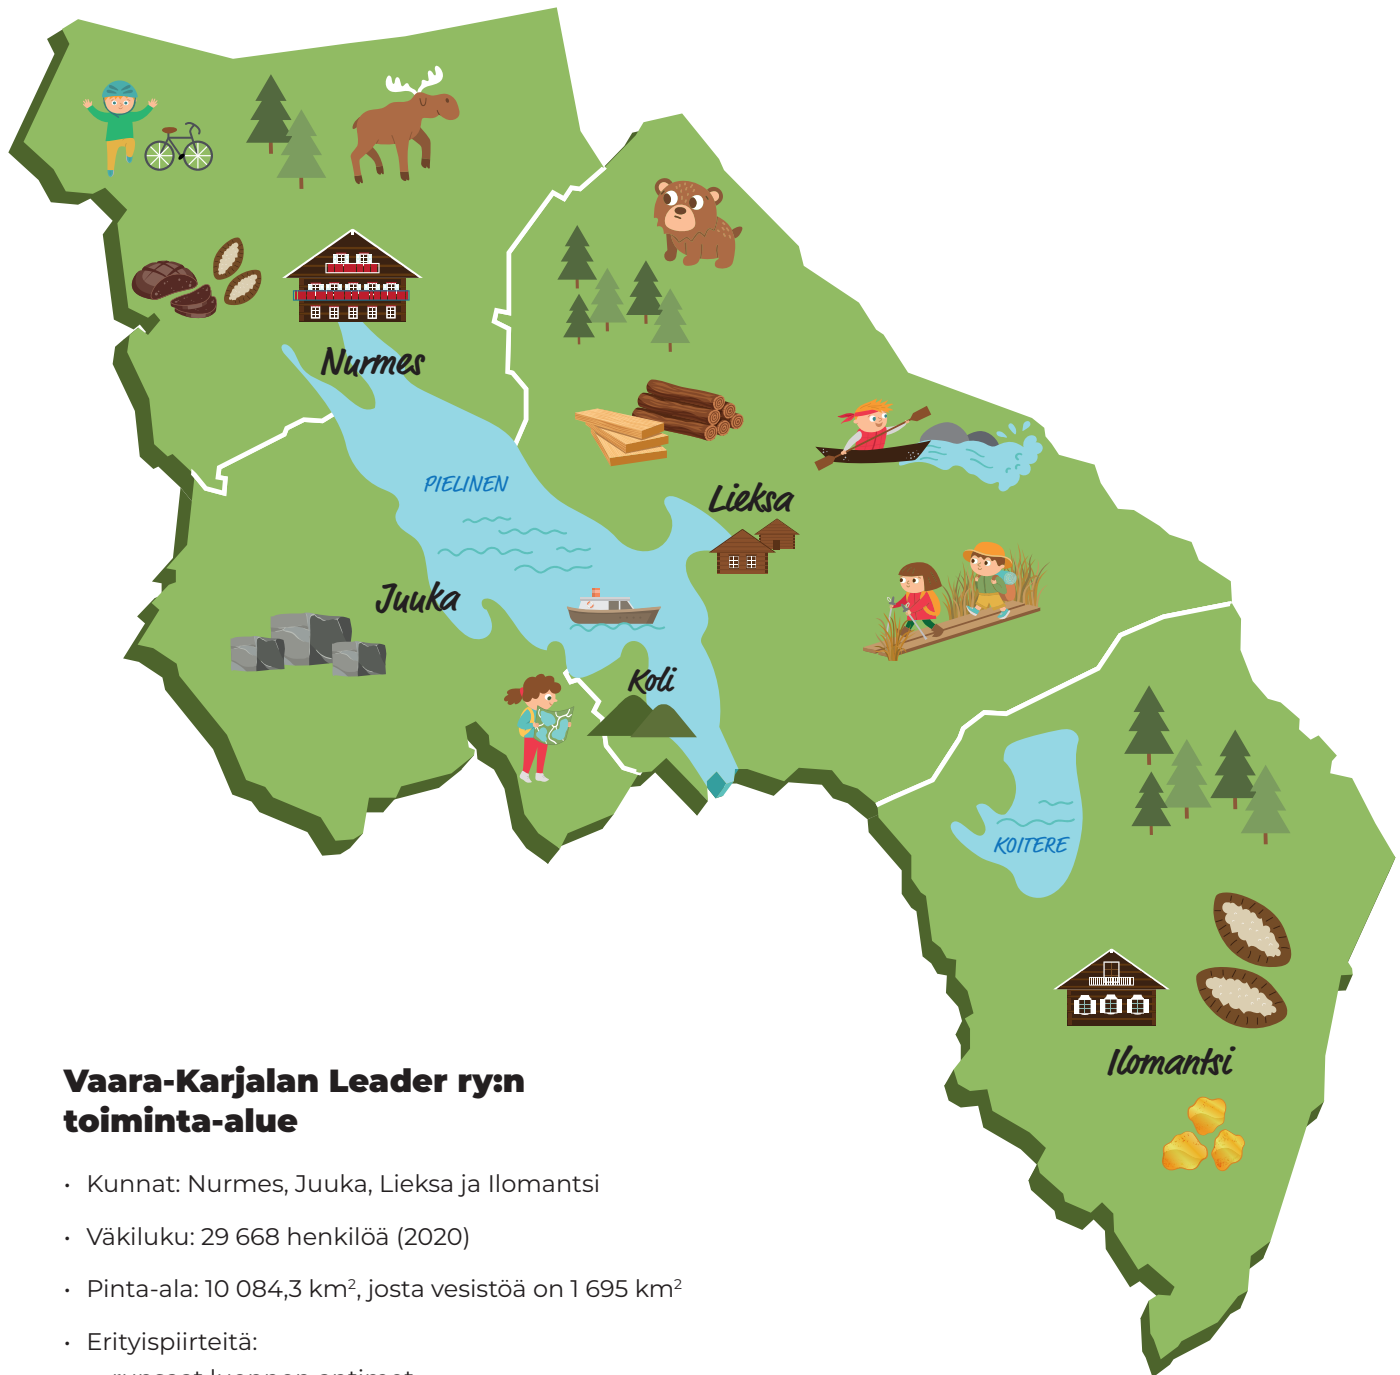 Nurmes
PIELINEN
Lieksa
Juuka
Koli
KOITERE
Ilomantsi
Vaara-Karjalan Leader ry:n
toiminta-alue
• Kunnat: Nurmes, Juuka, Lieksa ja Ilomantsi
• Väkiluku: 29 668 henkilöä (2020)
• Pinta-ala: 10 084,3 km², josta vesistöä on 1 695 km²
• Erityispiirteitä: